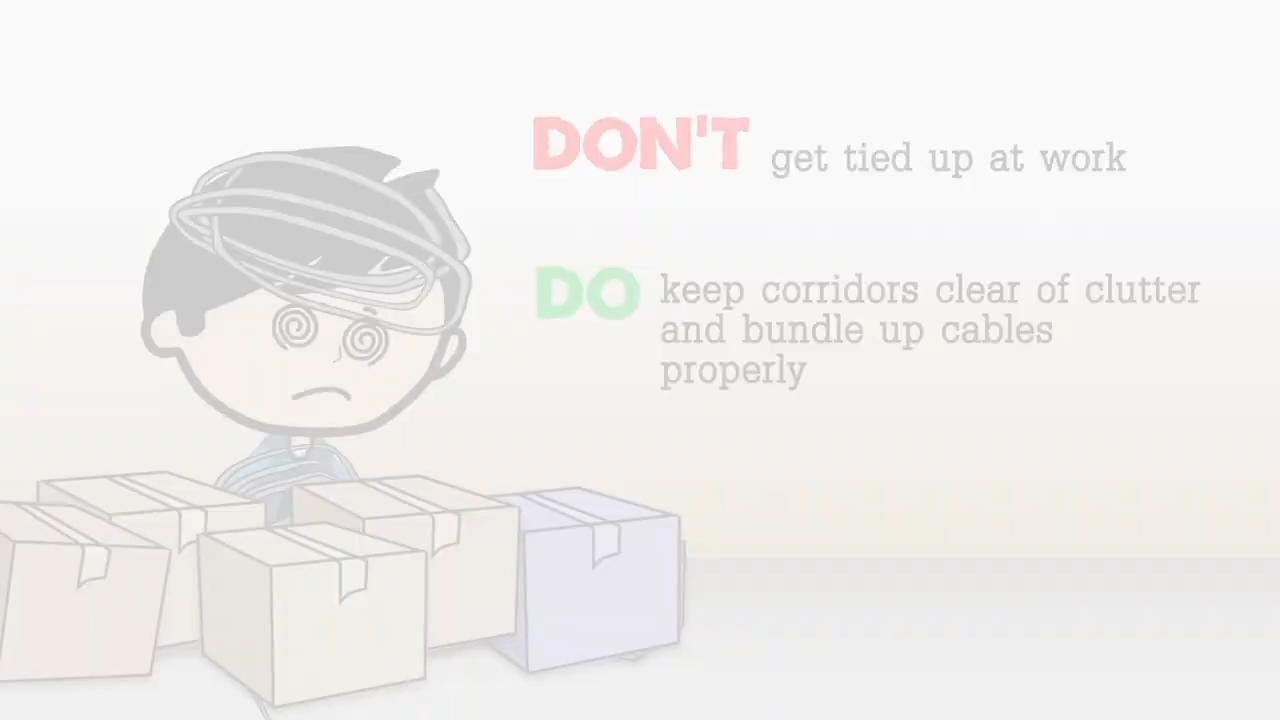 DON'T get tied up at work
DO keep corridors clear of clutter
and bundle up cables
properly